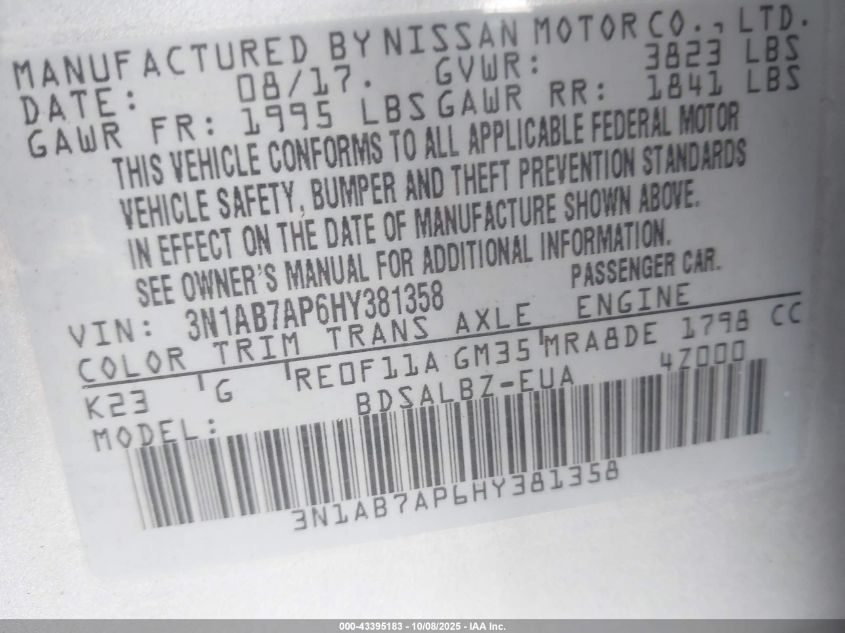 MANUFACTURED BY NISSAN MOTOR CO., LTD.
DATE: 08/17. GVWR: 3823 LBS
GAWR FR: 1995 LBS GAWR RR: 1841 LBS
THIS VEHICLE CONFORMS TO ALL APPLICABLE FEDERAL MOTOR
VEHICLE SAFETY, BUMPER AND THEFT PREVENTION STANDARDS
IN EFFECT ON THE DATE OF MANUFACTURE SHOWN ABOVE.
SEE OWNER'S MANUAL FOR ADDITIONAL INFORMATION.
VIN: 3N1AB7AP6HY381358 PASSENGER CAR.
COLOR TRIM TRANS AXLE ENGINE
K23 G RE0F11A GM35 MRA8DE 1798 CC
MODEL: BDSALBZ-EUA 4Z000
3N1AB7AP6HY381358
000-43395183 - 10/08/2025 - IAA Inc.